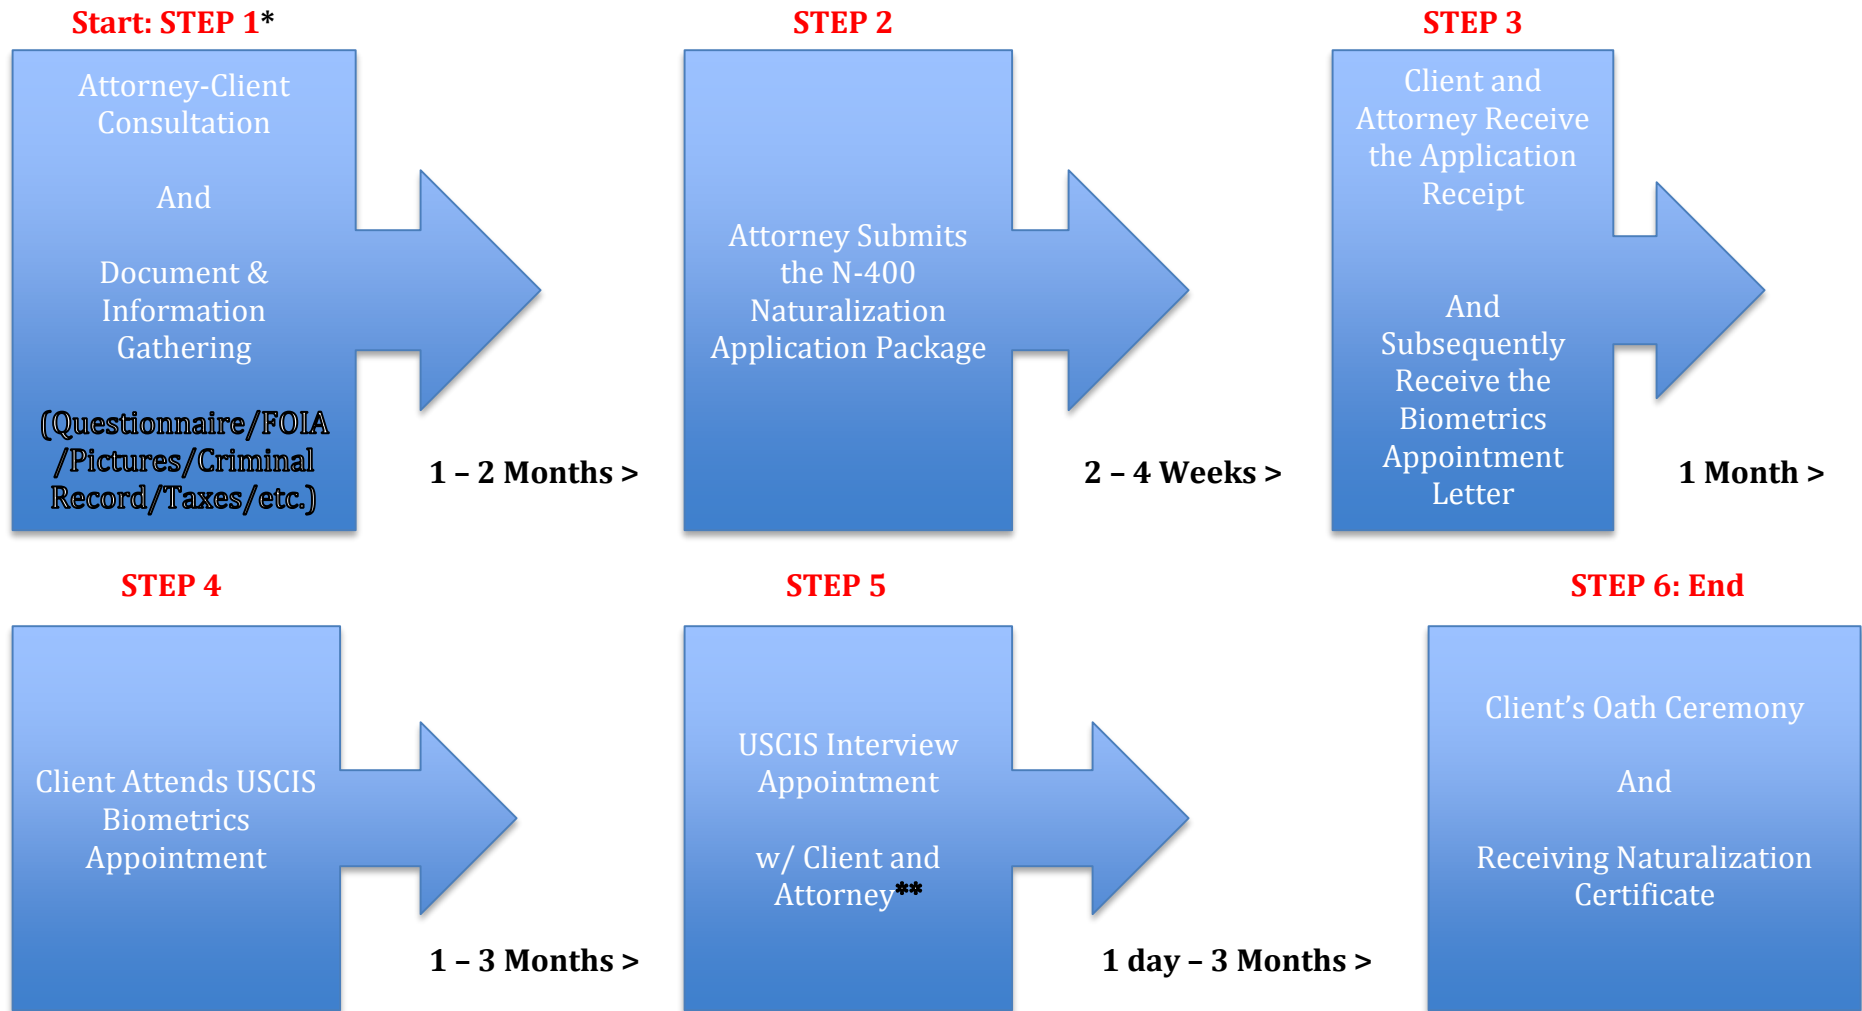 Start: STEP 1*
Attorney-Client
Consultation
And
Document &
Information
Gathering
(Questionnaire/FOIA
/Pictures/Criminal
Record/Taxes/etc.)
1 – 2 Months >
STEP 2
Attorney Submits
the N-400
Naturalization
Application Package
2 – 4 Weeks >
STEP 3
Client and
Attorney Receive
the Application
Receipt
And
Subsequently
Receive the
Biometrics
Appointment
Letter
1 Month >
STEP 4
Client Attends USCIS
Biometrics
Appointment
1 – 3 Months >
STEP 5
USCIS Interview
Appointment
w/ Client and
Attorney**
1 day – 3 Months >
STEP 6: End
Client’s Oath Ceremony
And
Receiving Naturalization
Certificate